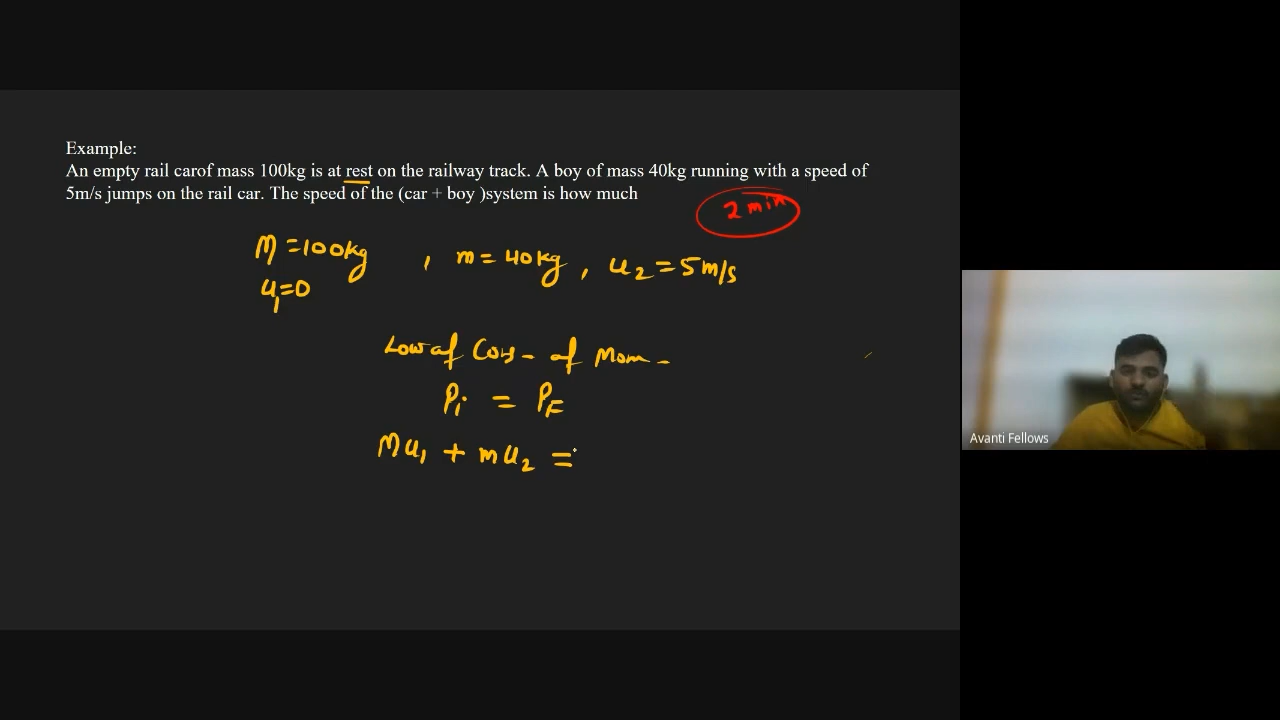 Example:
An empty rail carof mass 100kg is at rest on the railway track. A boy of mass 40kg running with a speed of
5m/s jumps on the rail car. The speed of the (car + boy )system is how much
2 min
M = 100kg , m = 40kg , u₂ = 5m/s
u₁=0
Low of Cons- of Mom-
Pi = PF
Mu₁ + mu₂ =
Avanti Fellows